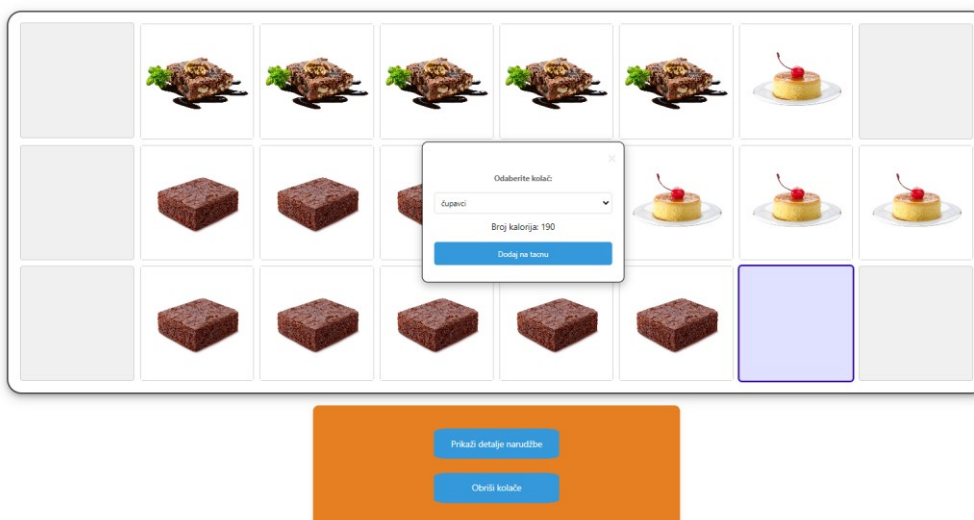 ×
Odaberite kolač:
čupavci
Broj kalorija: 190
Dodaj na tacnu
Prikaži detalje narudžbe
Obriši kolače